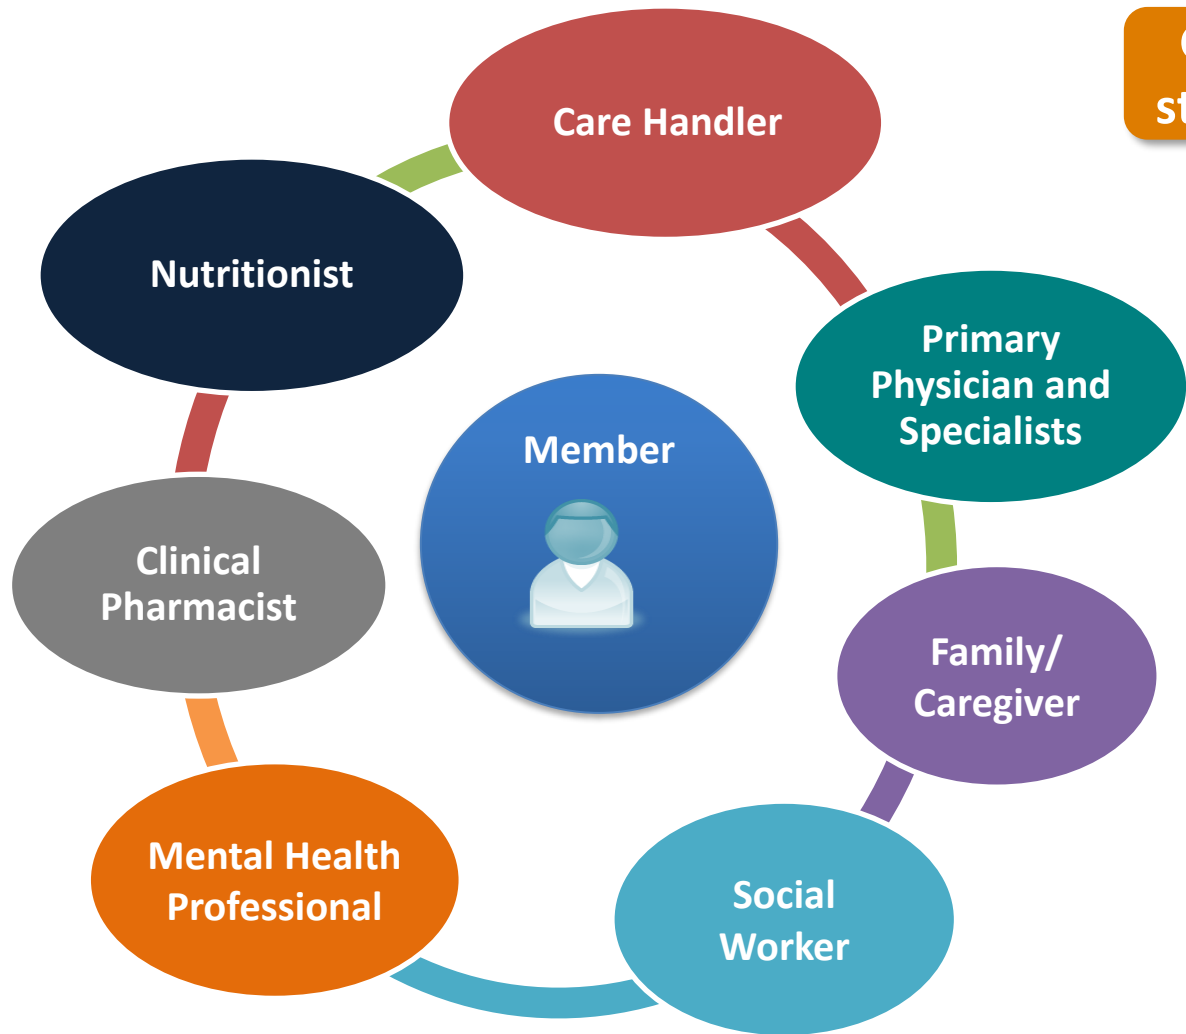 Care Handler
Nutritionist
Primary
Physician and
Specialists
Member
Clinical
Pharmacist
Family/
Caregiver
Mental Health
Professional
Social
Worker